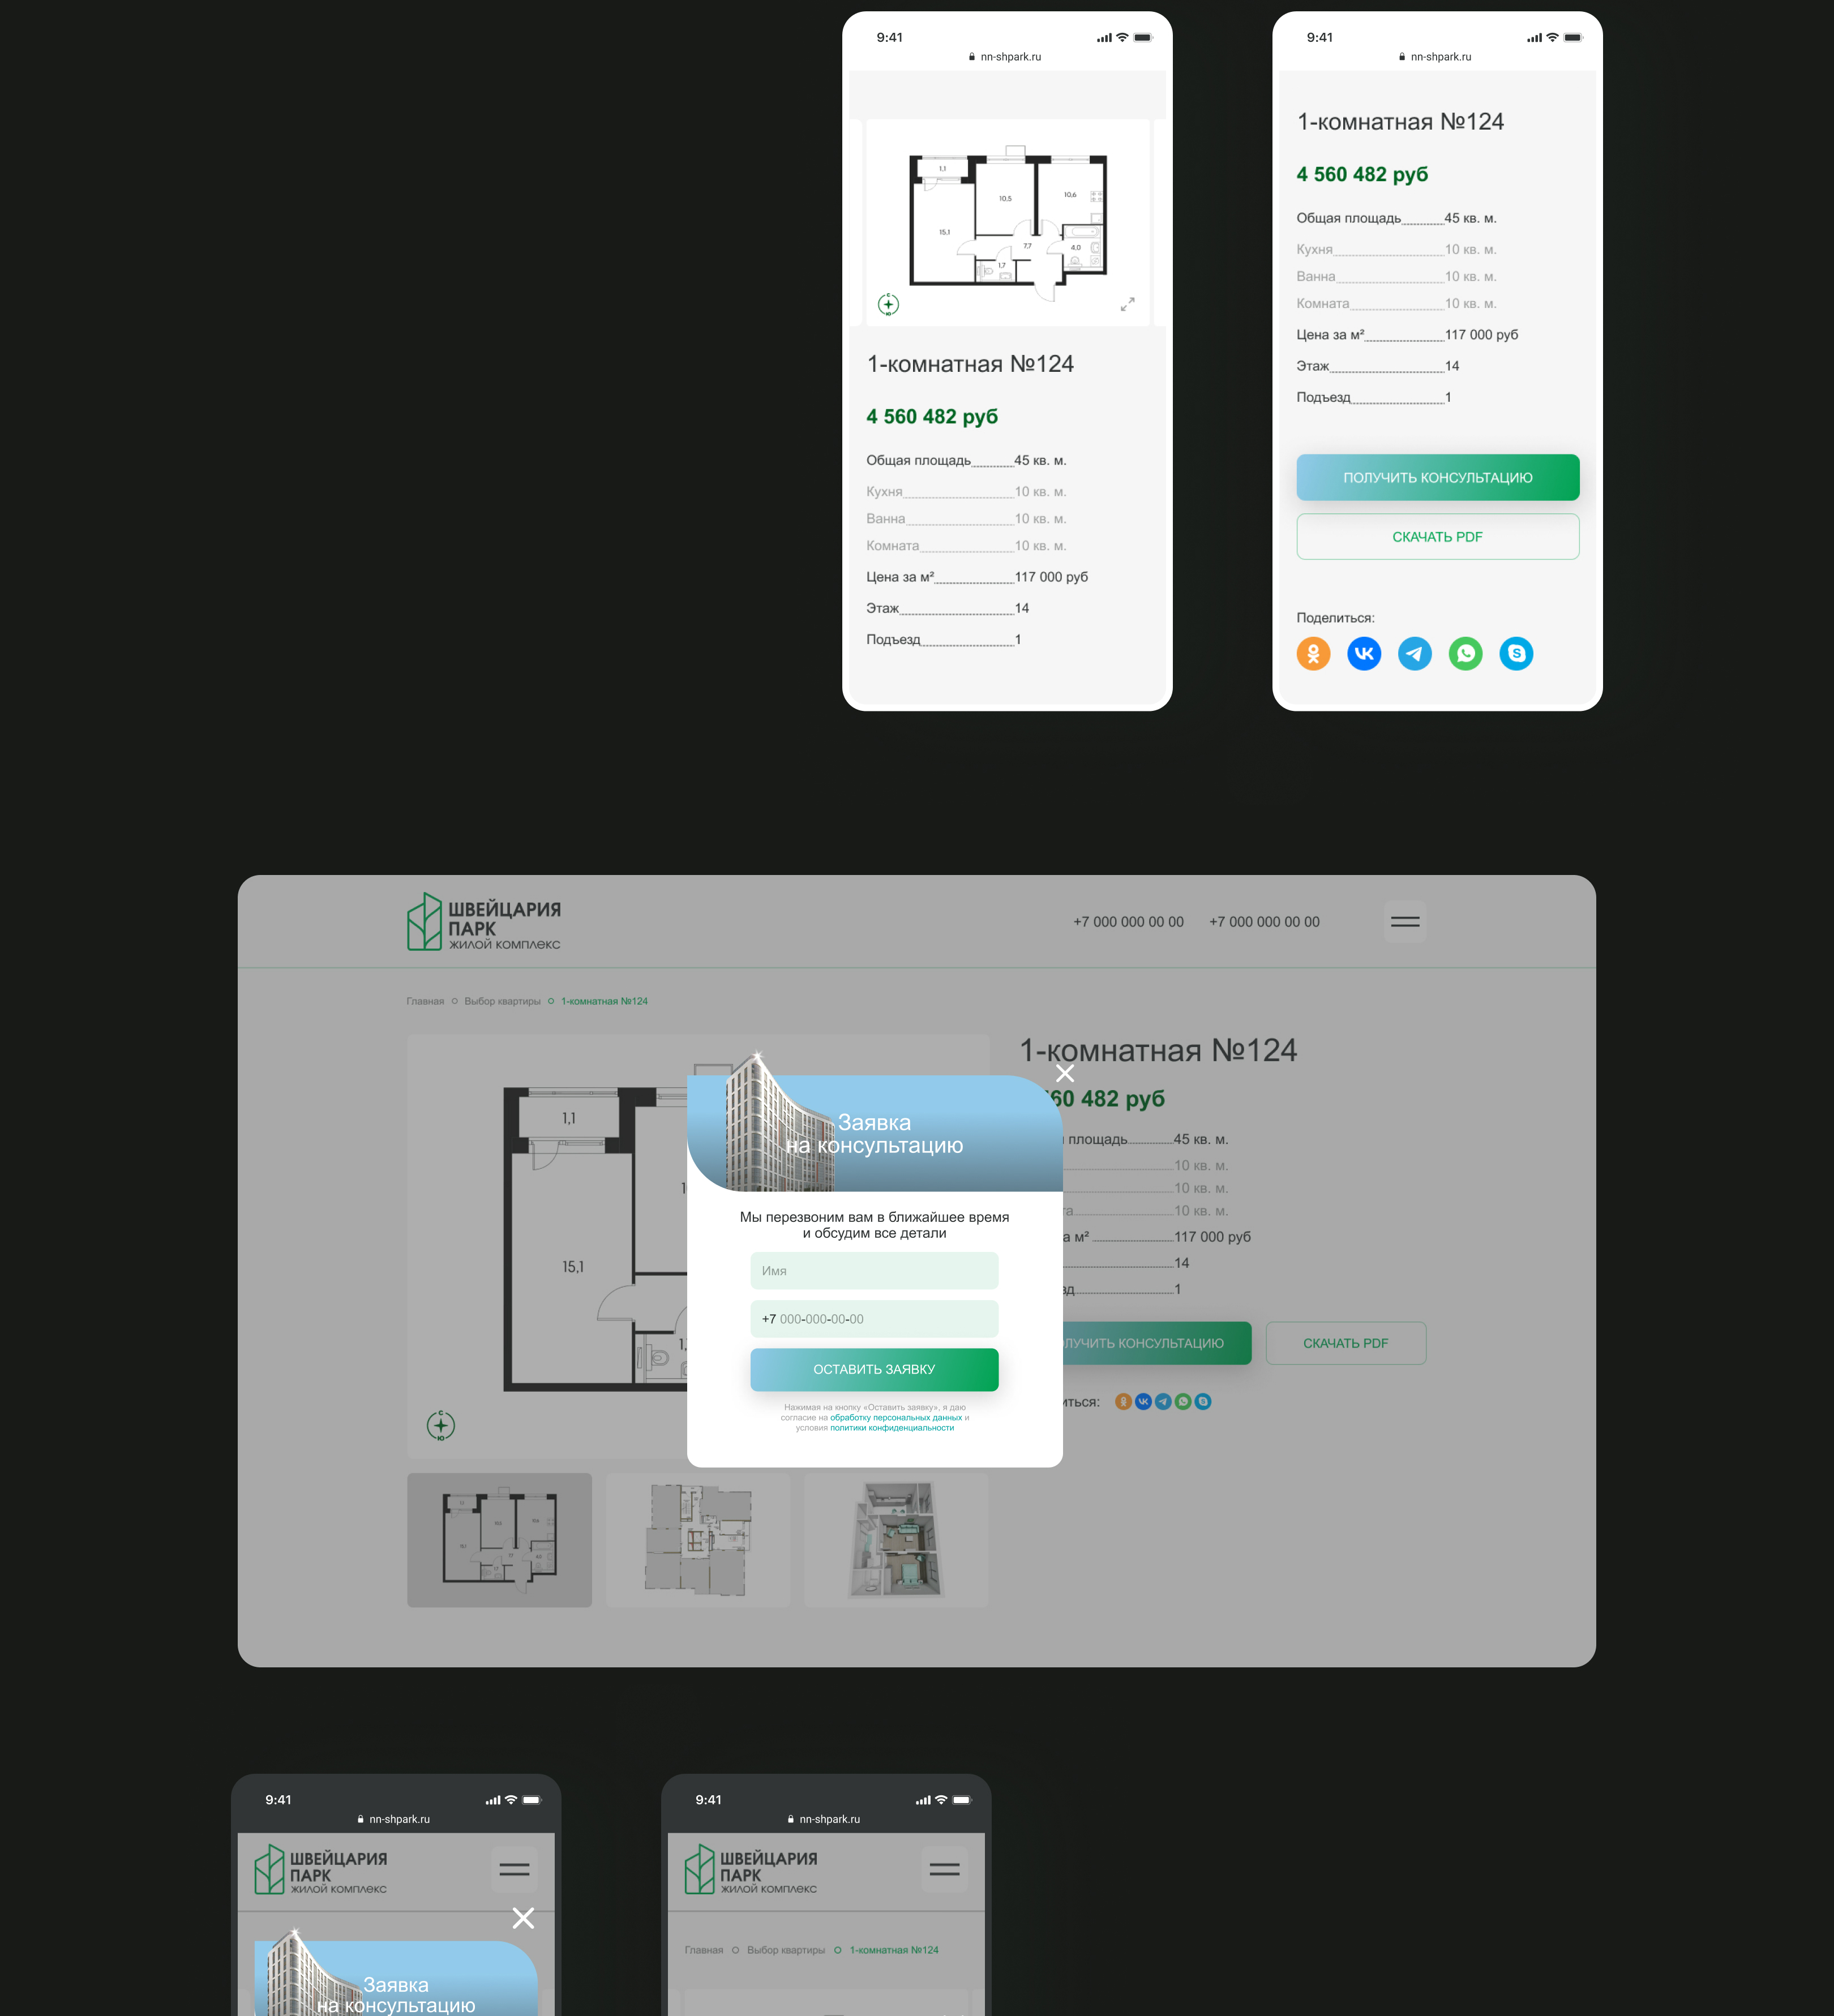 9:41
nn-shpark.ru
1,1
10,5
10,6
15,1
7,7
4,0
1,7
С
Ю
1-комнатная №124
4 560 482 руб
Общая площадь 45 кв. м.
Кухня 10 кв. м.
Ванна 10 кв. м.
Комната 10 кв. м.
Цена за м² 117 000 руб
Этаж 14
Подъезд 1
9:41
nn-shpark.ru
1-комнатная №124
4 560 482 руб
Общая площадь 45 кв. м.
Кухня 10 кв. м.
Ванна 10 кв. м.
Комната 10 кв. м.
Цена за м² 117 000 руб
Этаж 14
Подъезд 1
ПОЛУЧИТЬ КОНСУЛЬТАЦИЮ
СКАЧАТЬ PDF
Поделиться:
ШВЕЙЦАРИЯ
ПАРК
ЖИЛОЙ КОМПЛЕКС
+7 000 000 00 00 +7 000 000 00 00
Главная Выбор квартиры 1-комнатная №124
1,1
15,1
С
Ю
1-комнатная №124
60 482 руб
площадь 45 кв. м.
10 кв. м.
10 кв. м.
та 10 кв. м.
а м² 117 000 руб
14
зд 1
ЛУЧИТЬ КОНСУЛЬТАЦИЮ
СКАЧАТЬ PDF
иться:
Заявка
на консультацию
Мы перезвоним вам в ближайшее время
и обсудим все детали
Имя
+7 000-000-00-00
ОСТАВИТЬ ЗАЯВКУ
Нажимая на кнопку «Оставить заявку», я даю
согласие на обработку персональных данных и
условия политики конфиденциальности
9:41
nn-shpark.ru
ШВЕЙЦАРИЯ
ПАРК
ЖИЛОЙ КОМПЛЕКС
Заявка
на консультацию
9:41
nn-shpark.ru
ШВЕЙЦАРИЯ
ПАРК
ЖИЛОЙ КОМПЛЕКС
Главная Выбор квартиры 1-комнатная №124